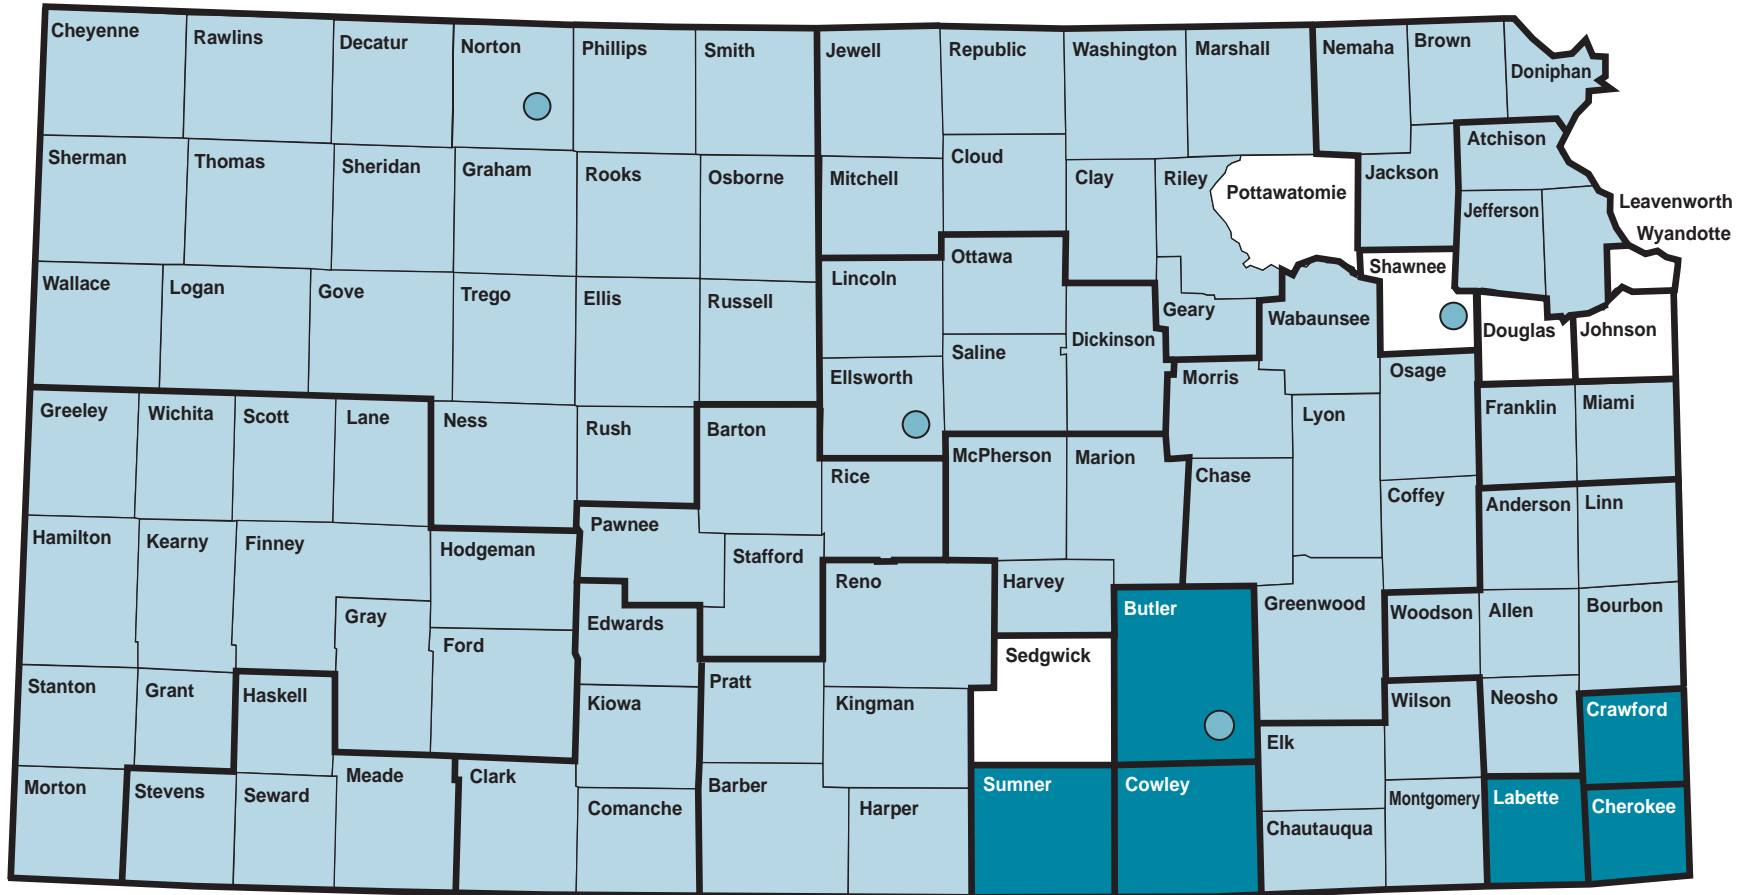 Cheyenne
Rawlins
Decatur
Norton
Phillips
Smith
Jewell
Republic
Washington
Marshall
Nemaha
Brown
Doniphan
Sherman
Thomas
Sheridan
Graham
Rooks
Osborne
Mitchell
Cloud
Clay
Riley
Pottawatomie
Jackson
Atchison
Jefferson
Leavenworth
Wyandotte
Wallace
Logan
Gove
Trego
Ellis
Russell
Lincoln
Ottawa
Saline
Dickinson
Geary
Wabaunsee
Shawnee
Douglas
Johnson
Ellsworth
Morris
Osage
Greeley
Wichita
Scott
Lane
Ness
Rush
Barton
Rice
McPherson
Marion
Chase
Lyon
Franklin
Miami
Coffey
Anderson
Linn
Hamilton
Kearny
Finney
Hodgeman
Pawnee
Stafford
Reno
Harvey
Butler
Greenwood
Woodson
Allen
Bourbon
Gray
Ford
Edwards
Sedgwick
Stanton
Grant
Haskell
Kiowa
Pratt
Kingman
Elk
Wilson
Neosho
Crawford
Morton
Stevens
Seward
Meade
Clark
Comanche
Barber
Harper
Sumner
Cowley
Chautauqua
Montgomery
Labette
Cherokee